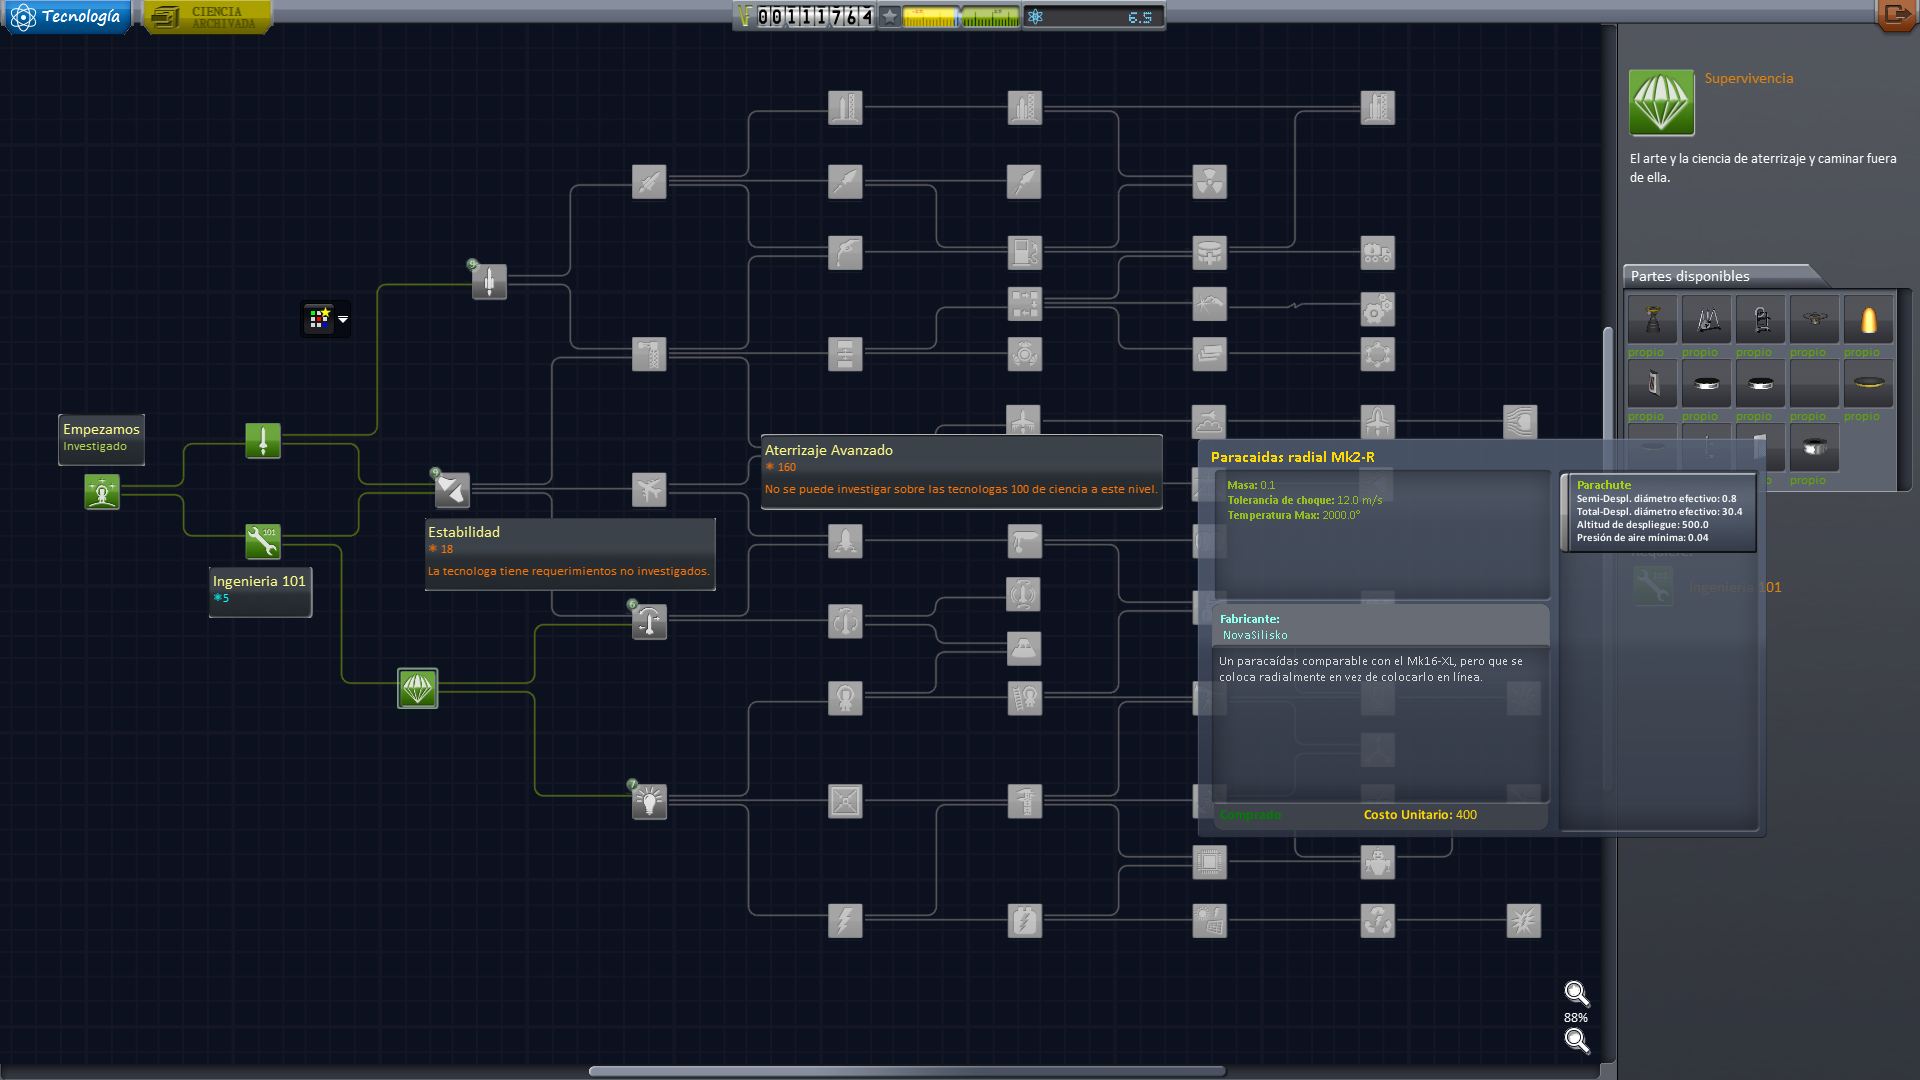 Tecnología
CIENCIA
ARCHIVADA
00111764
6.5
Supervivencia
El arte y la ciencia de aterrizaje y caminar fuera
de ella.
Partes disponibles
propio propio propio propio propio
propio propio propio propio propio
9
9
6
7
Empezamos
Investigado
Ingenieria 101
5
101
Estabilidad
18
La tecnologa tiene requerimientos no investigados.
Aterrizaje Avanzado
160
No se puede investigar sobre las tecnologas 100 de ciencia a este nivel.
Paracaidas radial Mk2-R
Masa: 0.1
Tolerancia de choque: 12.0 m/s
Temperatura Max: 2000.0°
Parachute
Semi-Despl. diámetro efectivo: 0.8
Total-Despl. diámetro efectivo: 30.4
Altitud de despliegue: 500.0
Presión de aire mínima: 0.04
Ingenieria 101
Fabricante:
NovaSilisko
Un paracaídas comparable con el Mk16-XL, pero que se
coloca radialmente en vez de colocarlo en línea.
Comprado
Costo Unitario: 400
88%